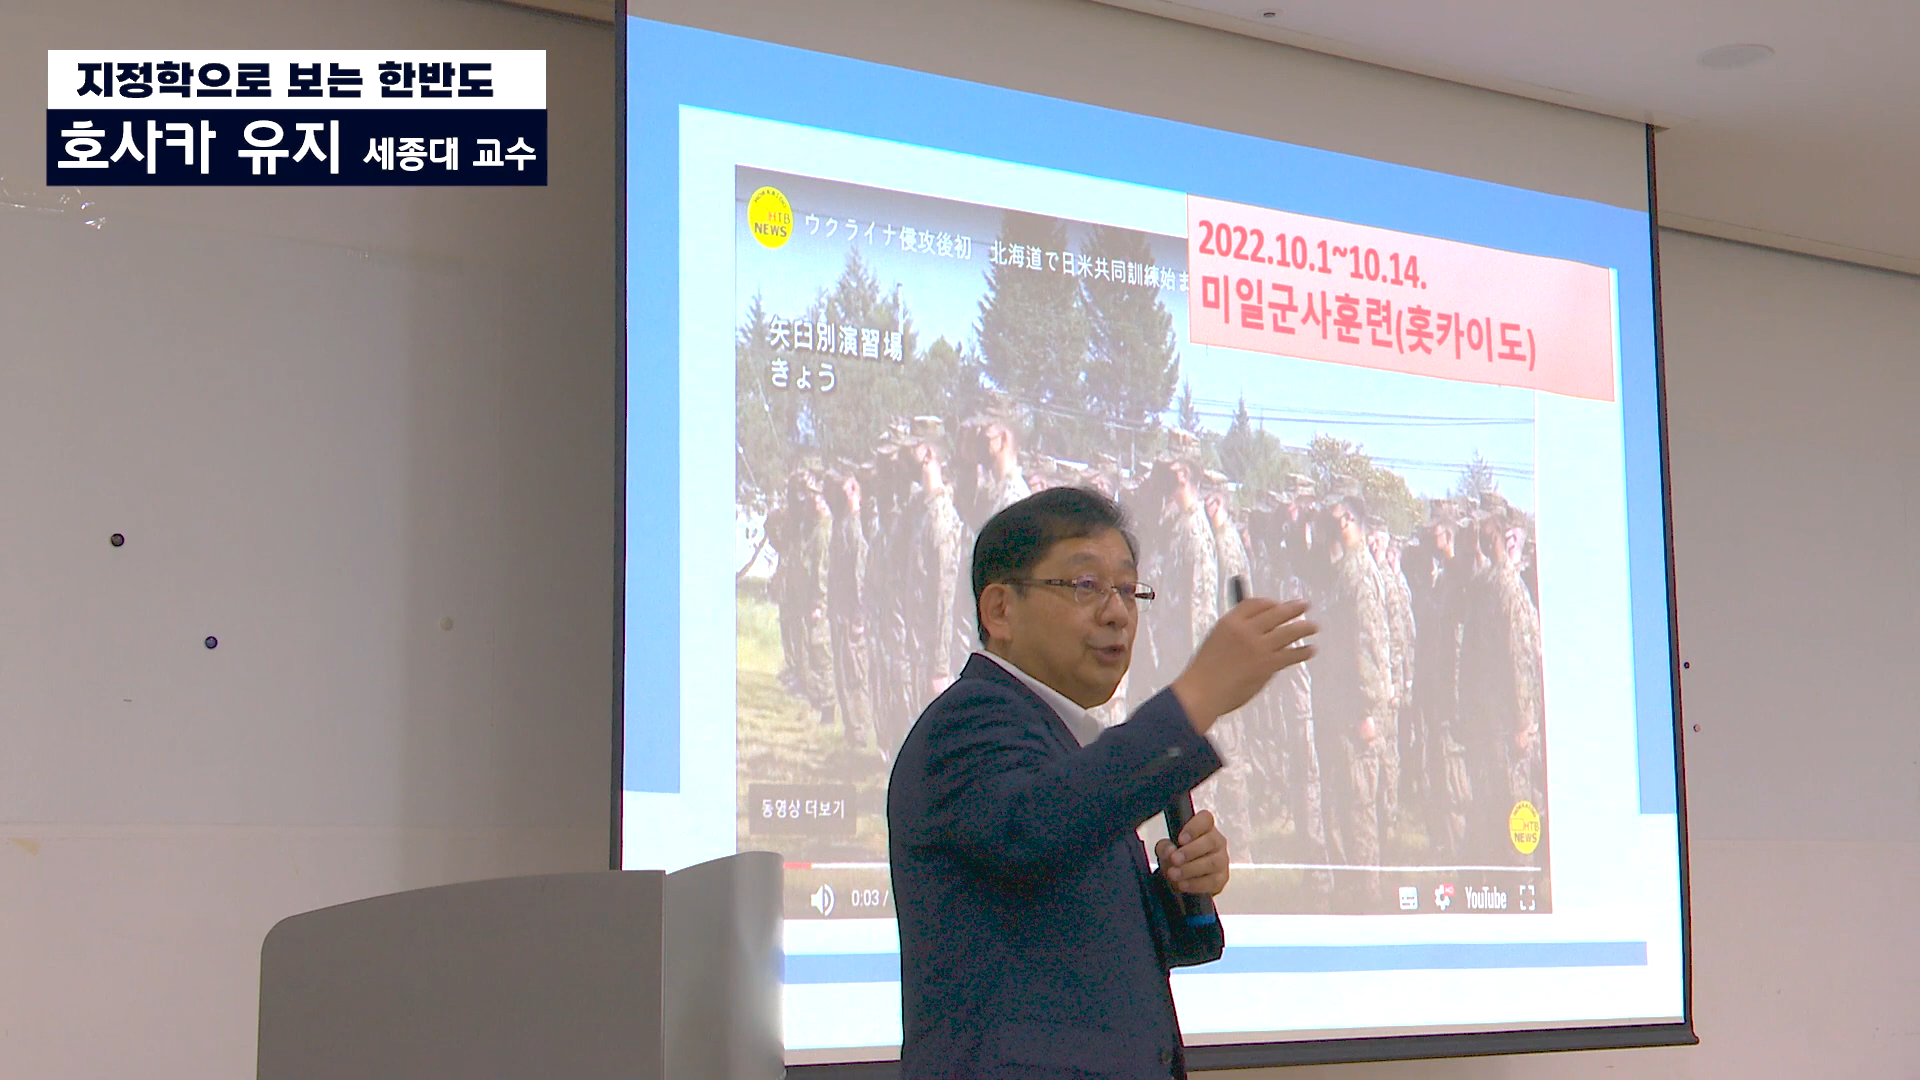 지정학으로 보는 한반도
호사카 유지 세종대 교수
HTB
NEWS
ウクライナ侵攻後初 北海道で日米共同訓練始ま
2022.10.1~10.14.
미일군사훈련(홋카이도)
矢臼別演習場
きょう
동영상 더보기
HTB
NEWS
0:03 /
YouTube